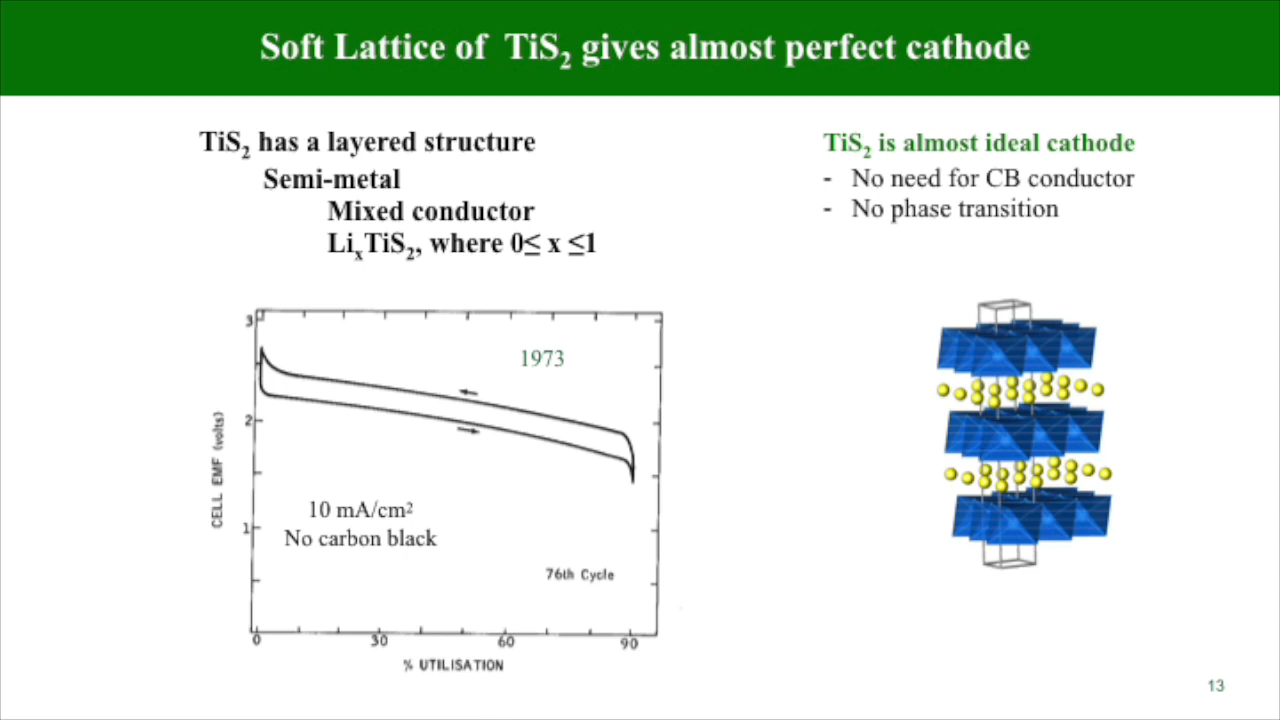 Soft Lattice of TiS₂ gives almost perfect cathode
TiS₂ has a layered structure
Semi-metal
Mixed conductor
LiₓTiS₂, where 0≤ x ≤1
TiS₂ is almost ideal cathode
- No need for CB conductor
- No phase transition
3
1973
2
CELL EMF (volts)
10 mA/cm²
1
No carbon black
76th Cycle
0 30 60 90
% UTILISATION
13